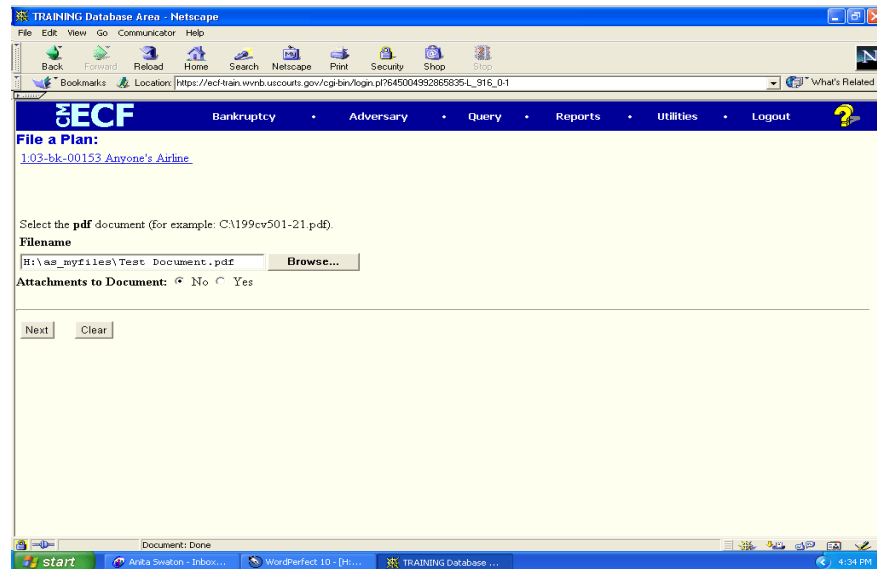 TRAINING Database Area - Netscape
File Edit View Go Communicator Help
Back Forward Reload Home Search Netscape Print Security Shop Stop
Bookmarks Location: https://ecf-train.wvnb.uscourts.gov/cgi-bin/login.pl?645004992865835-L_916_0-1 What's Related
CM ECF Bankruptcy • Adversary • Query • Reports • Utilities • Logout ?
File a Plan:
1:03-bk-00153 Anyone's Airline
Select the pdf document (for example: C:\199cv501-21.pdf).
Filename
H:\as_myfiles\Test Document.pdf Browse...
Attachments to Document: No Yes
Next Clear
Document: Done
start Anita Swaton - Inbox... WordPerfect 10 - [H:... TRAINING Database ... 4:34 PM